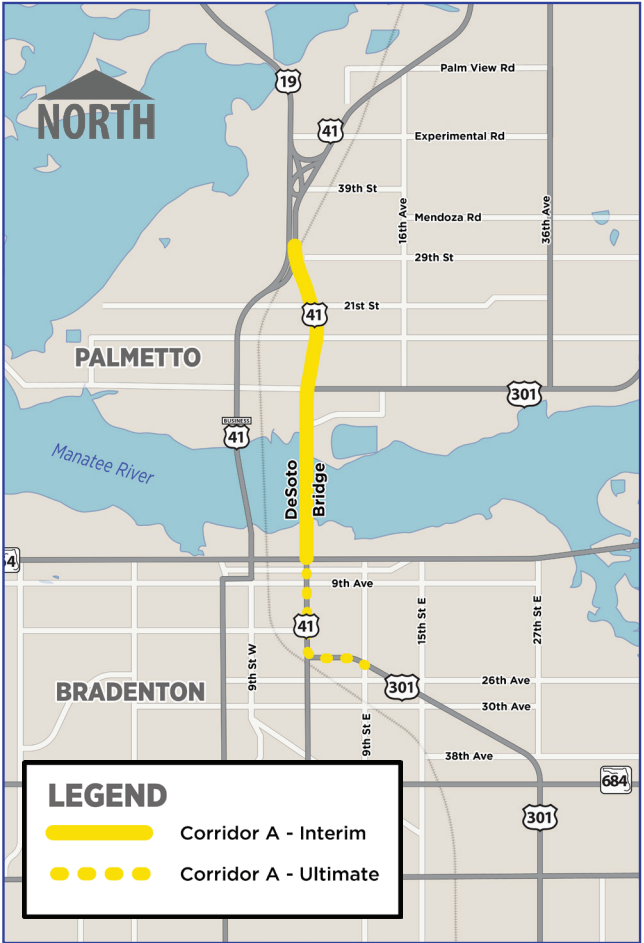 19
Palm View Rd
NORTH
41
Experimental Rd
39th St
16th Ave
Mendoza Rd
36th Ave
29th St
21st St
41
PALMETTO
301
BUSINESS
41
Manatee River
DeSoto
Bridge
64
9th Ave
15th St E
27th St E
41
9th St W
26th Ave
BRADENTON
301
30th Ave
9th St E
38th Ave
684
LEGEND
301
Corridor A - Interim
Corridor A - Ultimate